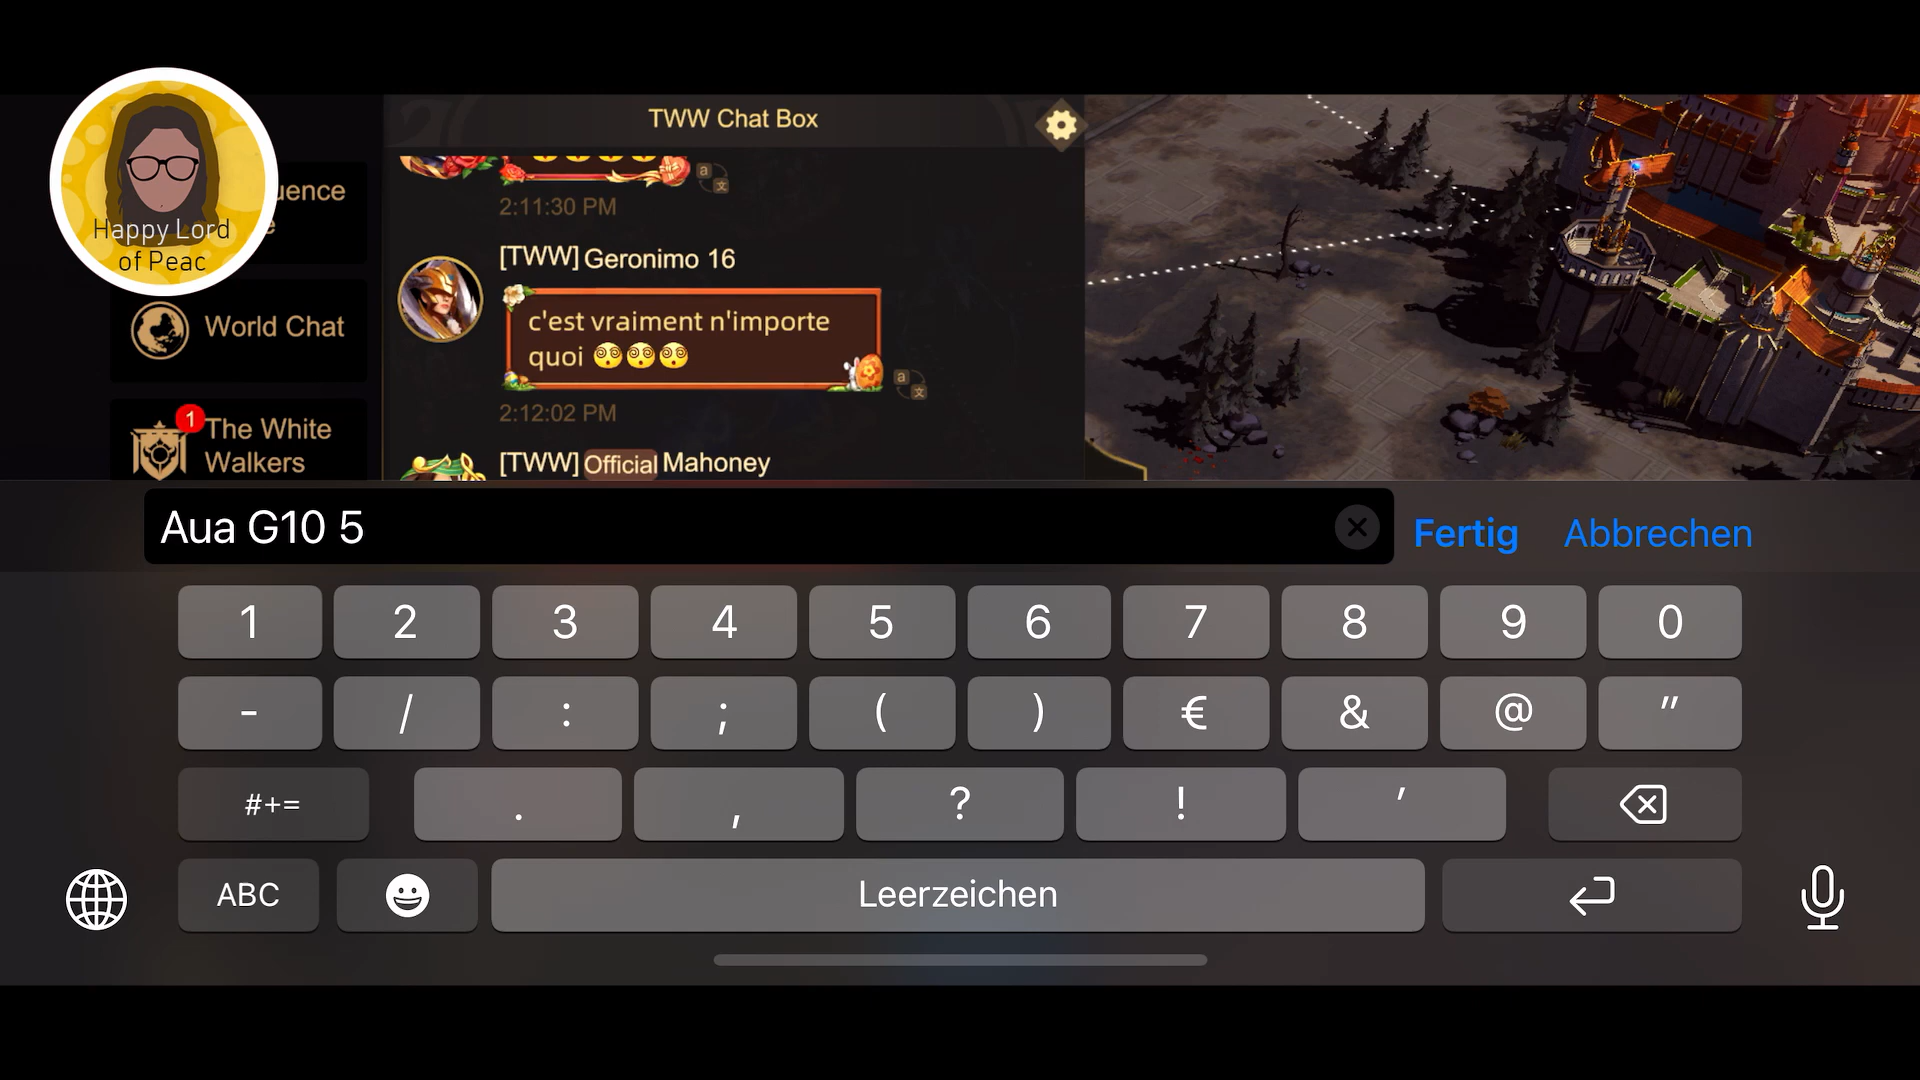 TWW Chat Box
Happy Lord
of Peac
uence
e
World Chat
1
The White
Walkers
2:11:30 PM
[TWW] Geronimo 16
c'est vraiment n'importe
quoi 😵😵😵
2:12:02 PM
[TWW] Official Mahoney
Aua G10 5
Fertig
Abbrechen
1 2 3 4 5 6 7 8 9 0
- / : ; ( ) € & @ "
#+= . , ? ! '
ABC
Leerzeichen